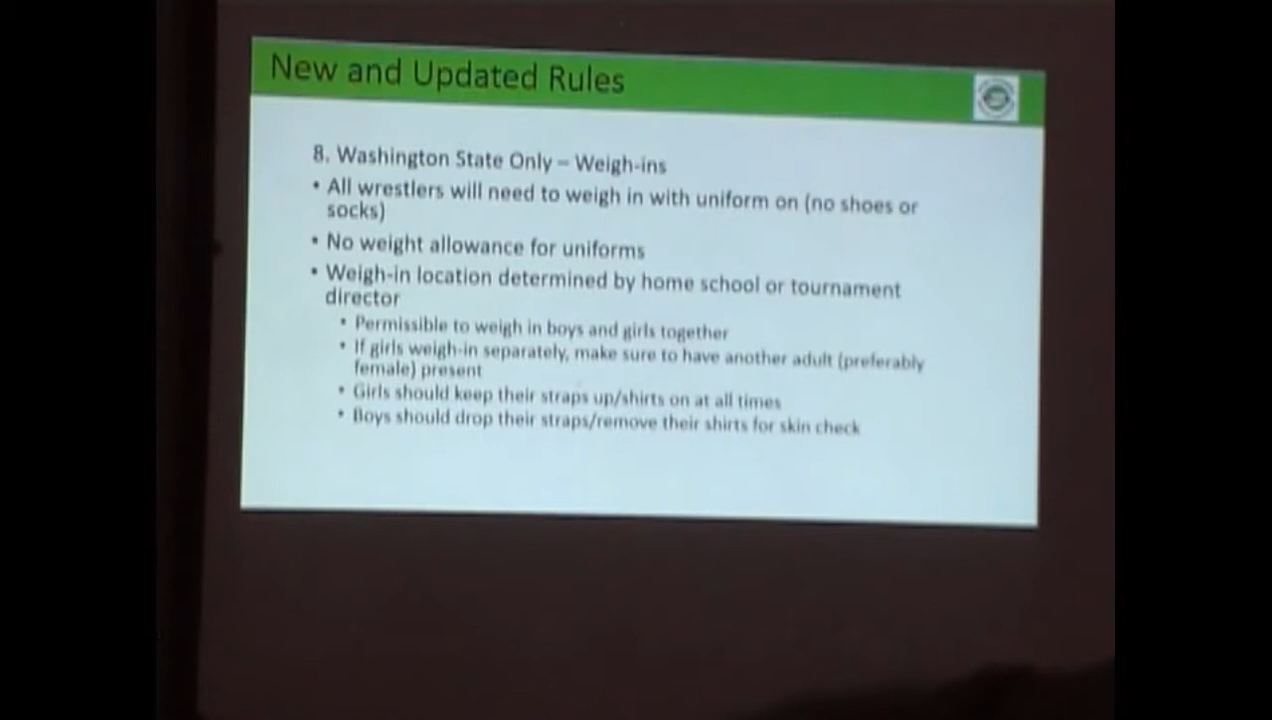 New and Updated Rules
8. Washington State Only – Weigh-ins
• All wrestlers will need to weigh in with uniform on (no shoes or
socks)
• No weight allowance for uniforms
• Weigh-in location determined by home school or tournament
director
• Permissible to weigh in boys and girls together
• If girls weigh-in separately, make sure to have another adult (preferably
female) present
• Girls should keep their straps up/shirts on at all times
• Boys should drop their straps/remove their shirts for skin check